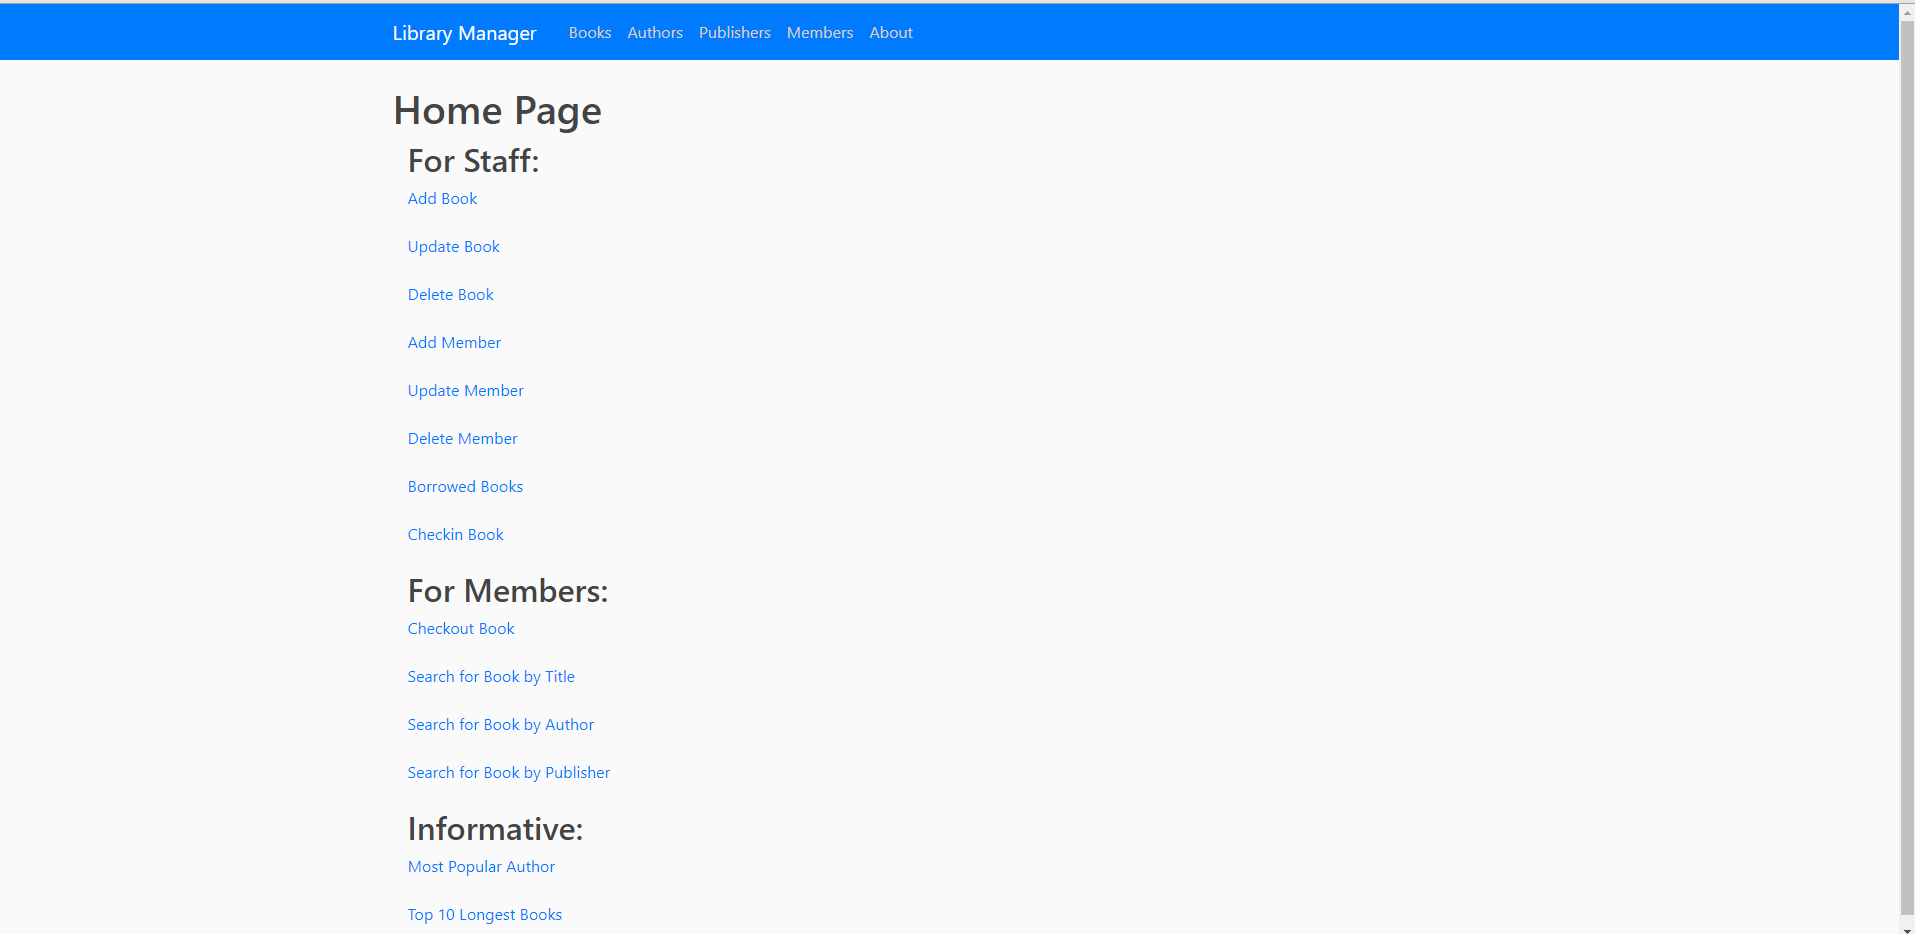 Library Manager Books Authors Publishers Members About
Home Page
For Staff:
Add Book
Update Book
Delete Book
Add Member
Update Member
Delete Member
Borrowed Books
Checkin Book
For Members:
Checkout Book
Search for Book by Title
Search for Book by Author
Search for Book by Publisher
Informative:
Most Popular Author
Top 10 Longest Books